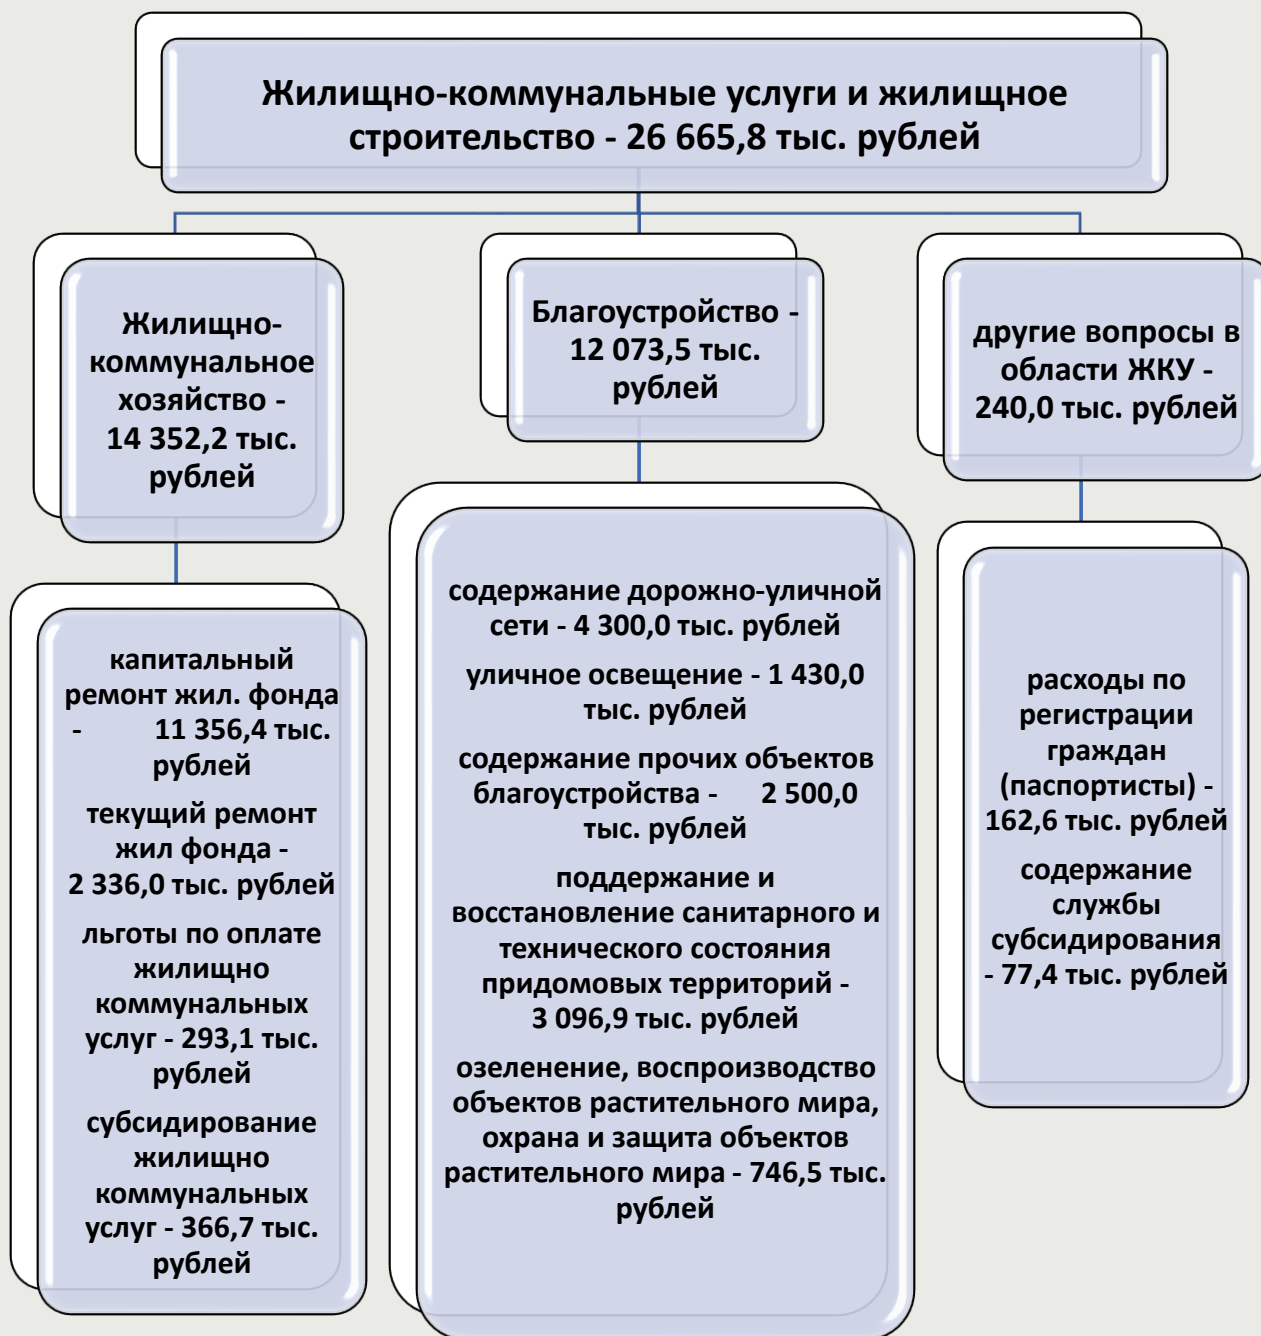 Жилищно-коммунальные услуги и жилищное
строительство - 26 665,8 тыс. рублей
Жилищно-
коммунальное
хозяйство -
14 352,2 тыс.
рублей
Благоустройство -
12 073,5 тыс.
рублей
другие вопросы в
области ЖКУ -
240,0 тыс. рублей
капитальный
ремонт жил. фонда
- 11 356,4 тыс.
рублей
текущий ремонт
жил фонда -
2 336,0 тыс. рублей
льготы по оплате
жилищно
коммунальных
услуг - 293,1 тыс.
рублей
субсидирование
жилищно
коммунальных
услуг - 366,7 тыс.
рублей
содержание дорожно-уличной
сети - 4 300,0 тыс. рублей
уличное освещение - 1 430,0
тыс. рублей
содержание прочих объектов
благоустройства - 2 500,0
тыс. рублей
поддержание и
восстановление санитарного и
технического состояния
придомовых территорий -
3 096,9 тыс. рублей
озеленение, воспроизводство
объектов растительного мира,
охрана и защита объектов
растительного мира - 746,5 тыс.
рублей
расходы по
регистрации
граждан
(паспортисты) -
162,6 тыс. рублей
содержание
службы
субсидирования
- 77,4 тыс. рублей